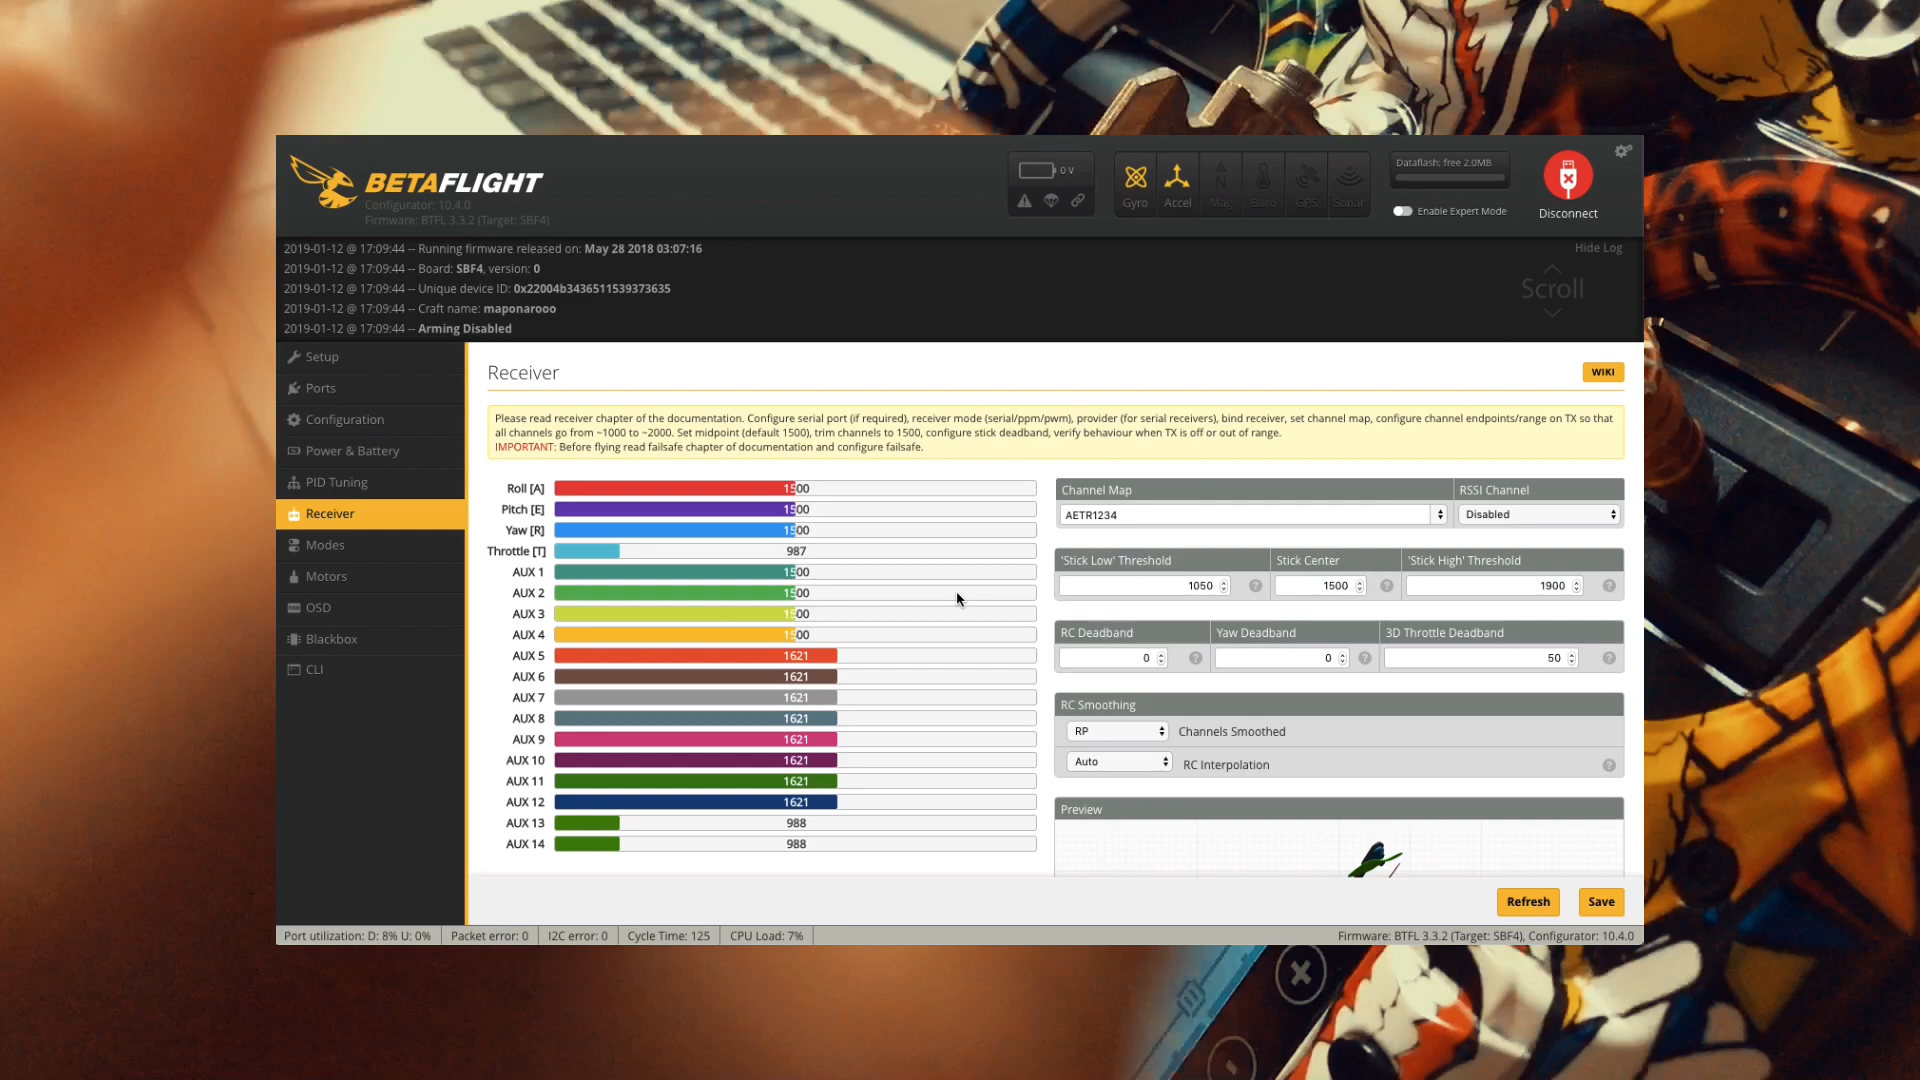 BETAFLIGHT
Configurator: 10.4.0
Firmware: BTFL 3.3.2 (Target: SBF4)
0 V
Gyro
Accel
Mag
Baro
GPS
Sonar
Dataflash: free 2.0MB
Enable Expert Mode
Disconnect
2019-01-12 @ 17:09:44 -- Running firmware released on: May 28 2018 03:07:16
2019-01-12 @ 17:09:44 -- Board: SBF4, version: 0
2019-01-12 @ 17:09:44 -- Unique device ID: 0x22004b3436511539373635
2019-01-12 @ 17:09:44 -- Craft name: maponarooo
2019-01-12 @ 17:09:44 -- Arming Disabled
Hide Log
Scroll
Setup
Ports
Configuration
Power & Battery
PID Tuning
Receiver
Modes
Motors
OSD
Blackbox
CLI
Receiver
WIKI
Please read receiver chapter of the documentation. Configure serial port (if required), receiver mode (serial/ppm/pwm), provider (for serial receivers), bind receiver, set channel map, configure channel endpoints/range on TX so that
all channels go from ~1000 to ~2000. Set midpoint (default 1500), trim channels to 1500, configure stick deadband, verify behaviour when TX is off or out of range.
IMPORTANT: Before flying read failsafe chapter of documentation and configure failsafe.
Roll [A] 1500
Pitch [E] 1500
Yaw [R] 1500
Throttle [T] 987
AUX 1 1500
AUX 2 1500
AUX 3 1500
AUX 4 1500
AUX 5 1621
AUX 6 1621
AUX 7 1621
AUX 8 1621
AUX 9 1621
AUX 10 1621
AUX 11 1621
AUX 12 1621
AUX 13 988
AUX 14 988
Channel Map RSSI Channel
AETR1234 Disabled
'Stick Low' Threshold Stick Center 'Stick High' Threshold
1050 ? 1500 ? 1900 ?
RC Deadband Yaw Deadband 3D Throttle Deadband
0 ? 0 ? 50 ?
RC Smoothing
RP Channels Smoothed
Auto RC Interpolation ?
Preview
Refresh
Save
Port utilization: D: 8% U: 0% Packet error: 0 I2C error: 0 Cycle Time: 125 CPU Load: 7%
Firmware: BTFL 3.3.2 (Target: SBF4), Configurator: 10.4.0